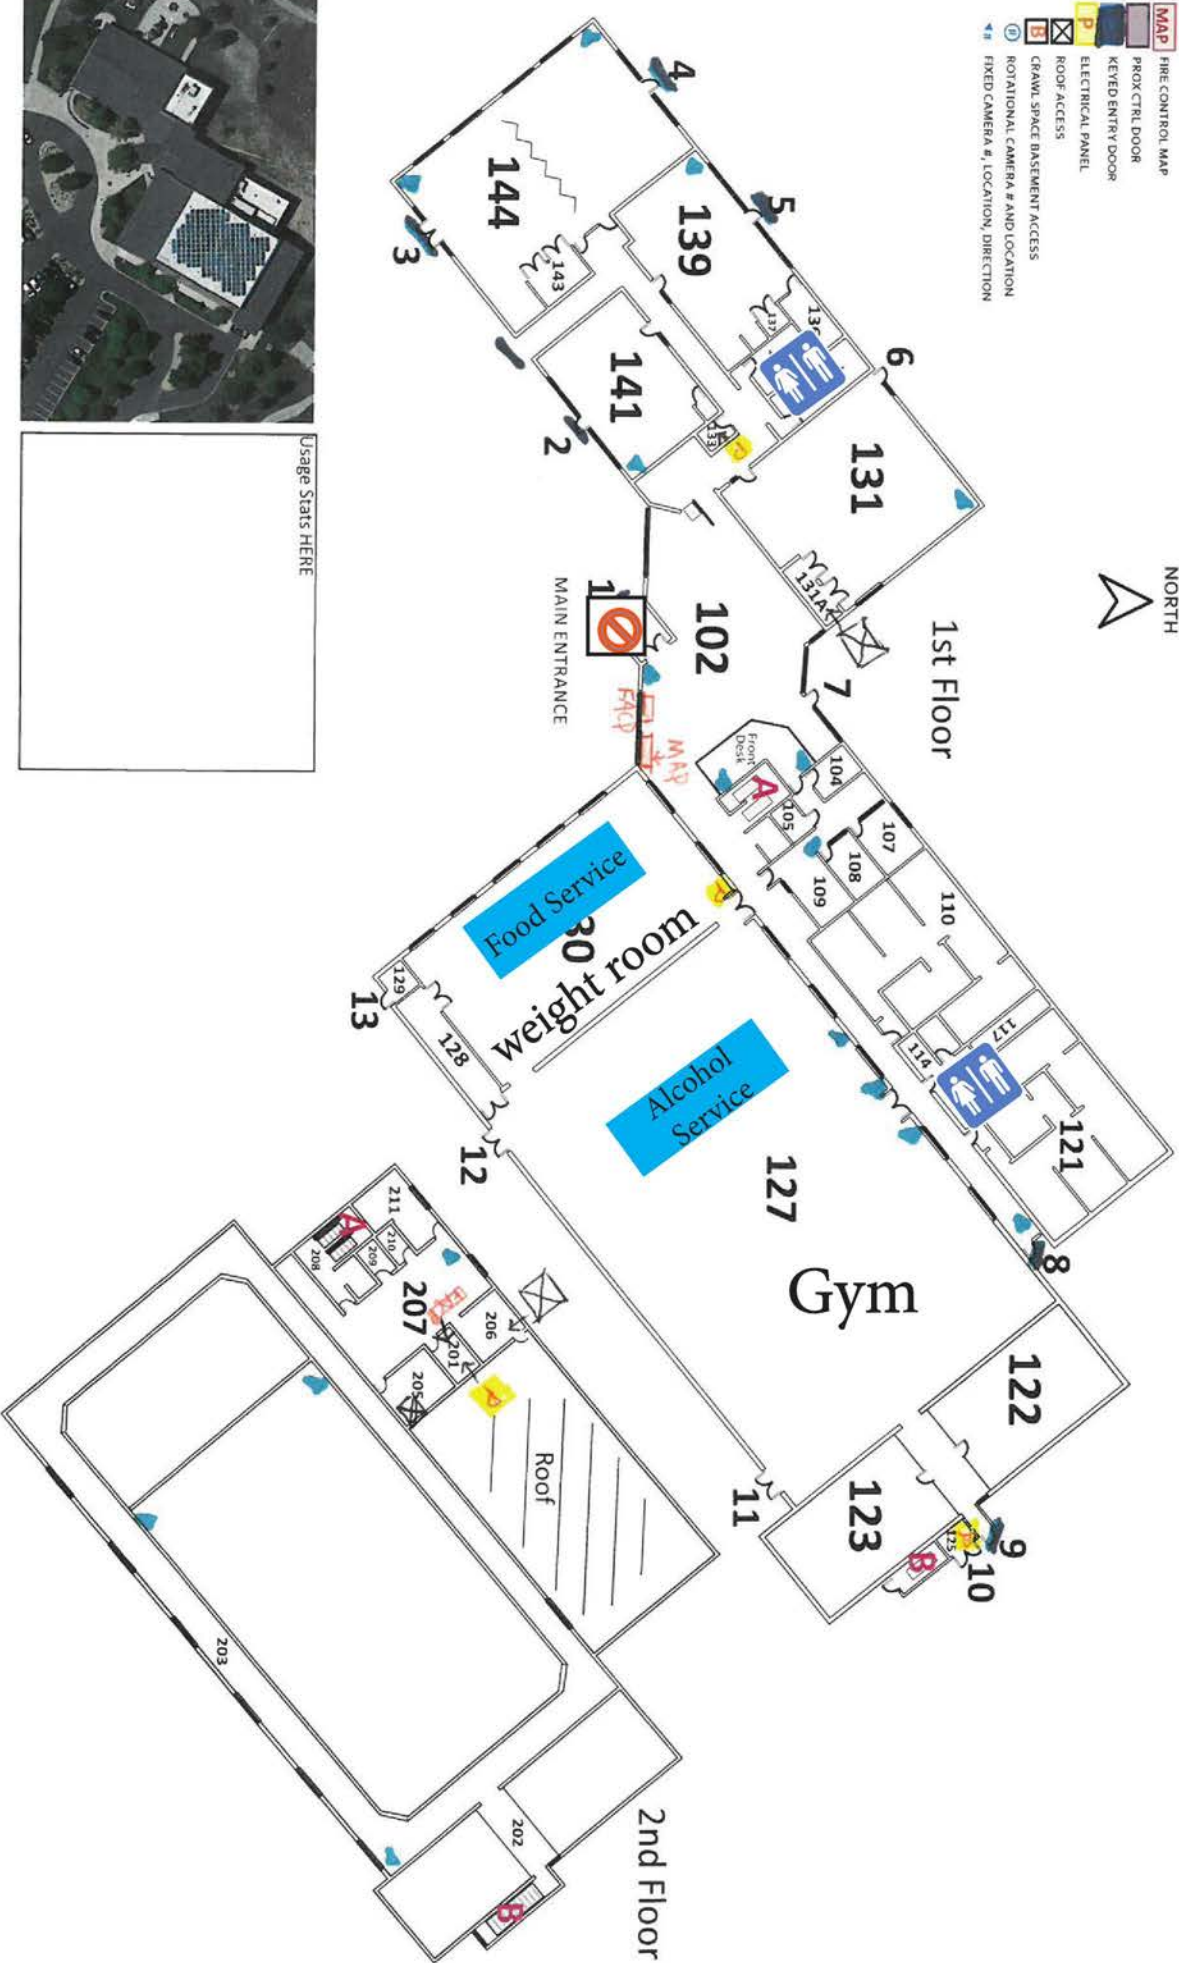 MAP FIRE CONTROL MAP
PROX CTRL DOOR
KEYED ENTRY DOOR
P ELECTRICAL PANEL
ROOF ACCESS
B CRAWL SPACE BASEMENT ACCESS
ROTATIONAL CAMERA # AND LOCATION
# FIXED CAMERA #, LOCATION, DIRECTION
NORTH
1st Floor
4
5
6
3
2
144
143
139
137
141
133
131
131A
7
102
1
MAIN ENTRANCE
FACP
MAP
Front
Desk
A
104
105
107
108
109
110
114
117
121
8
Food Service
30
weight room
129
13
128
12
Alcohol
Service
127
Gym
122
123
11
9
10
125
B
P
2nd Floor
211
A
210
209
208
207
206
201
205
P
Roof
203
202
B
Usage Stats HERE